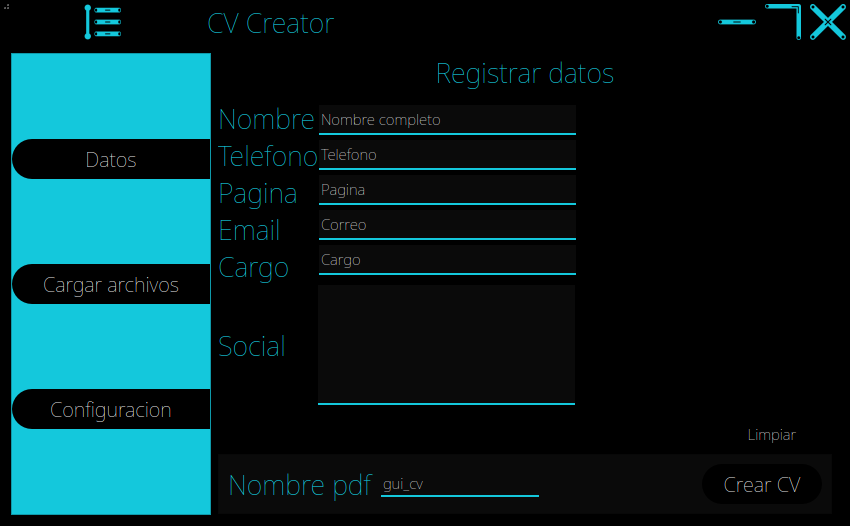 CV Creator
Datos
Cargar archivos
Configuracion
Registrar datos
Nombre Nombre completo
Telefono Telefono
Pagina Pagina
Email Correo
Cargo Cargo
Social
Limpiar
Nombre pdf gui_cv Crear CV